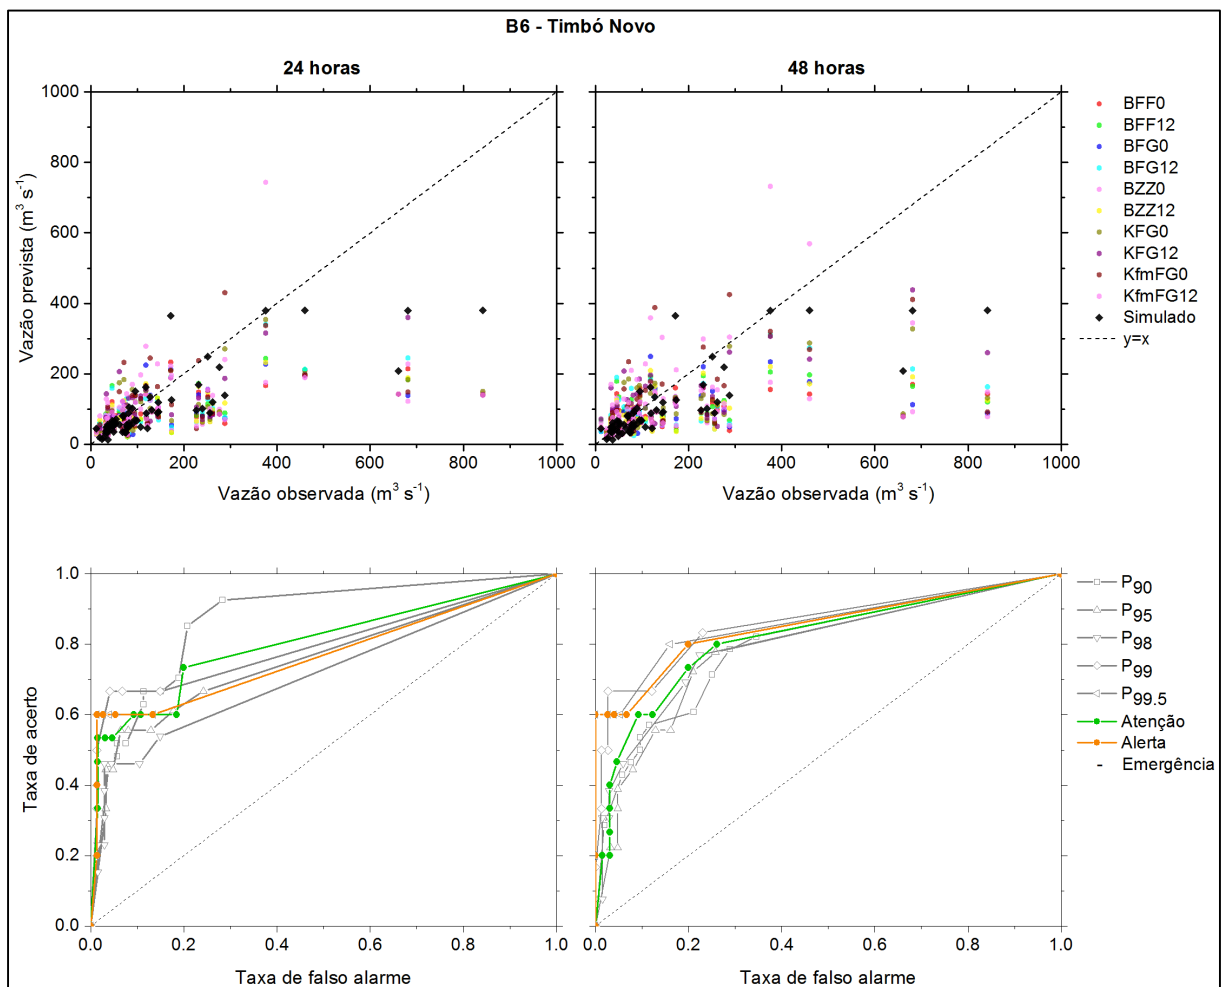 B6 - Timbó Novo
24 horas
48 horas
Vazão prevista (m³ s⁻¹)
1000
800
600
400
200
0
0 200 400 600 800 1000
0 200 400 600 800 1000
Vazão observada (m³ s⁻¹)
Vazão observada (m³ s⁻¹)
BFF0
BFF12
BFG0
BFG12
BZZ0
BZZ12
KFG0
KFG12
KfmFG0
KfmFG12
Simulado
y=x
Taxa de acerto
1.0
0.8
0.6
0.4
0.2
0.0
0.0 0.2 0.4 0.6 0.8 1.0
0.0 0.2 0.4 0.6 0.8 1.0
Taxa de falso alarme
Taxa de falso alarme
P90
P95
P98
P99
P99.5
Atenção
Alerta
Emergência